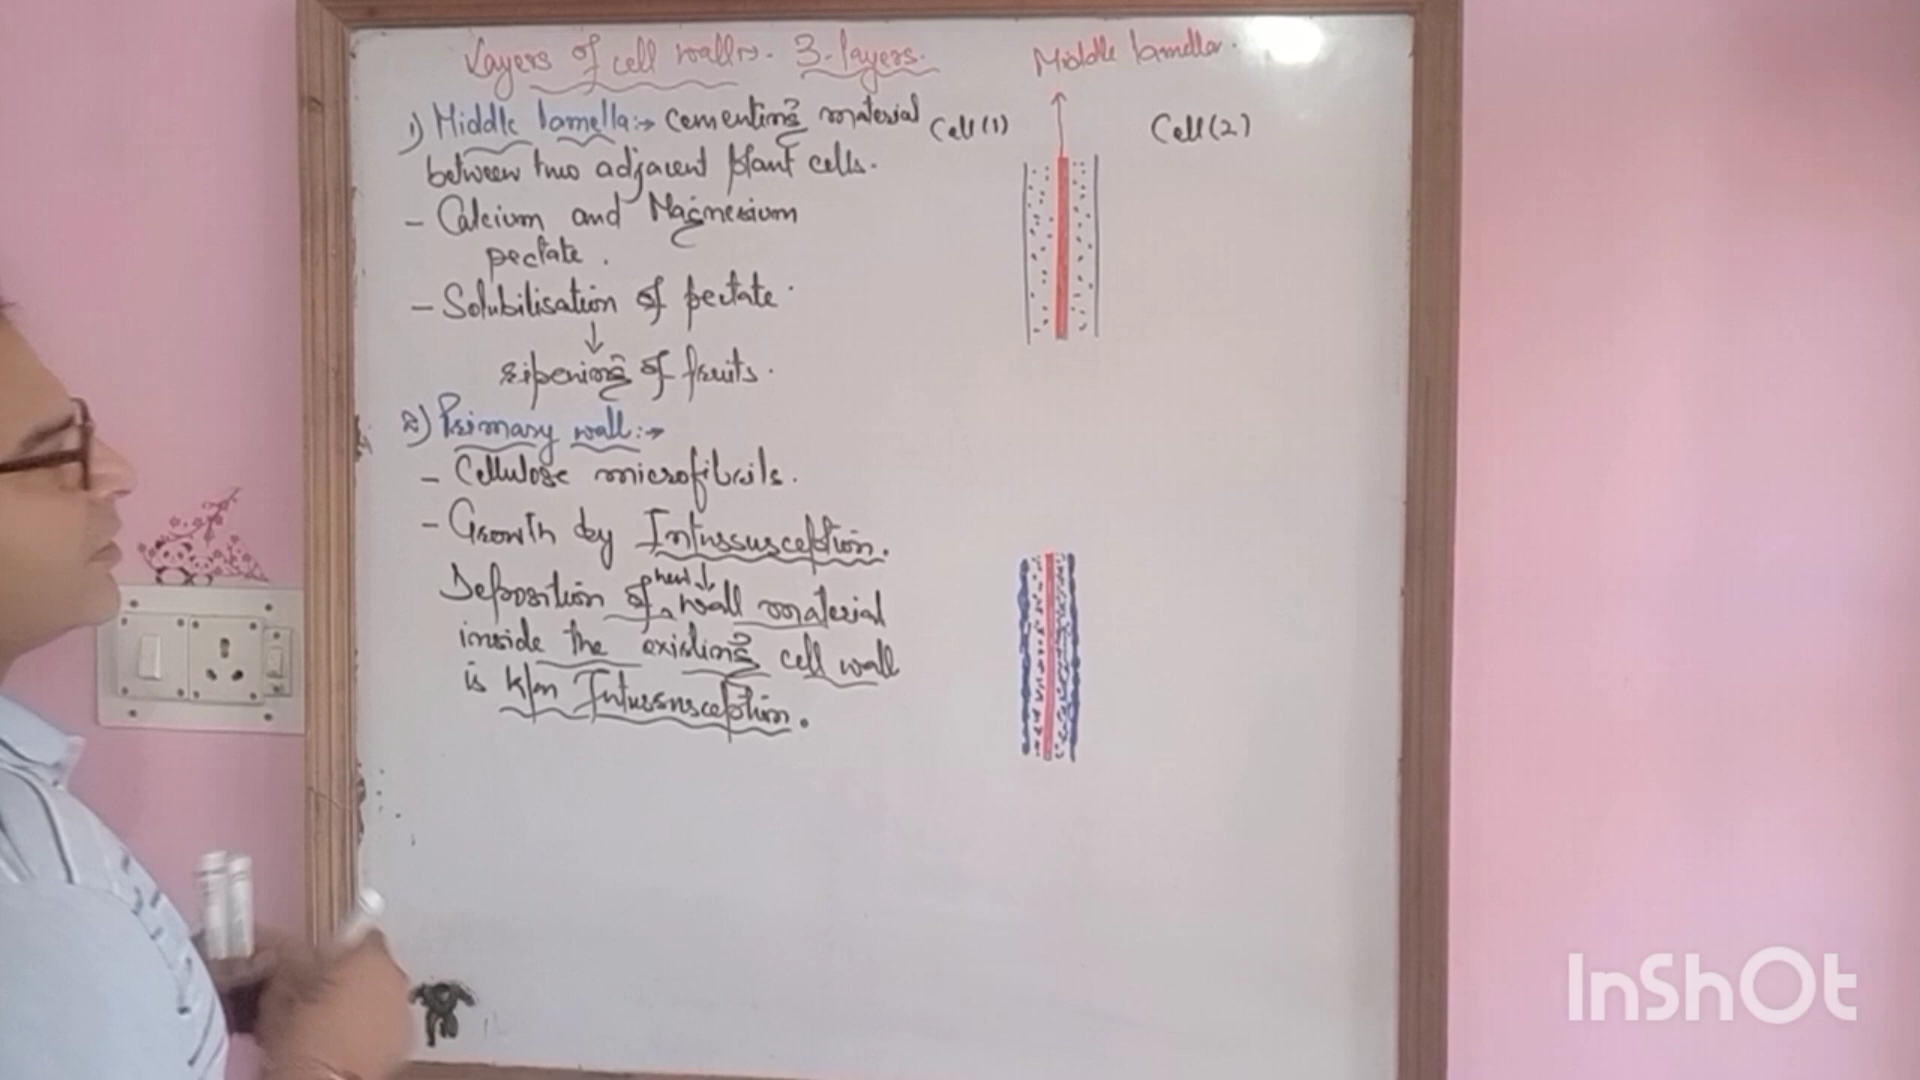 Layers of cell wall:- 3-layers.
Middle lamella.
1) Middle lamella:→ Cementing material
Cell(1)
Cell(2)
between two adjacent plant cells.
- Calcium and Magnesium
pectate.
- Solubilisation of pectate.
↓
ripening of fruits.
2) Primary wall:→
- Cellulose microfibrils.
- Growth by Intussusception.
Deposition of new wall material
inside the existing cell wall
is k/n Intussusception.
InShOt